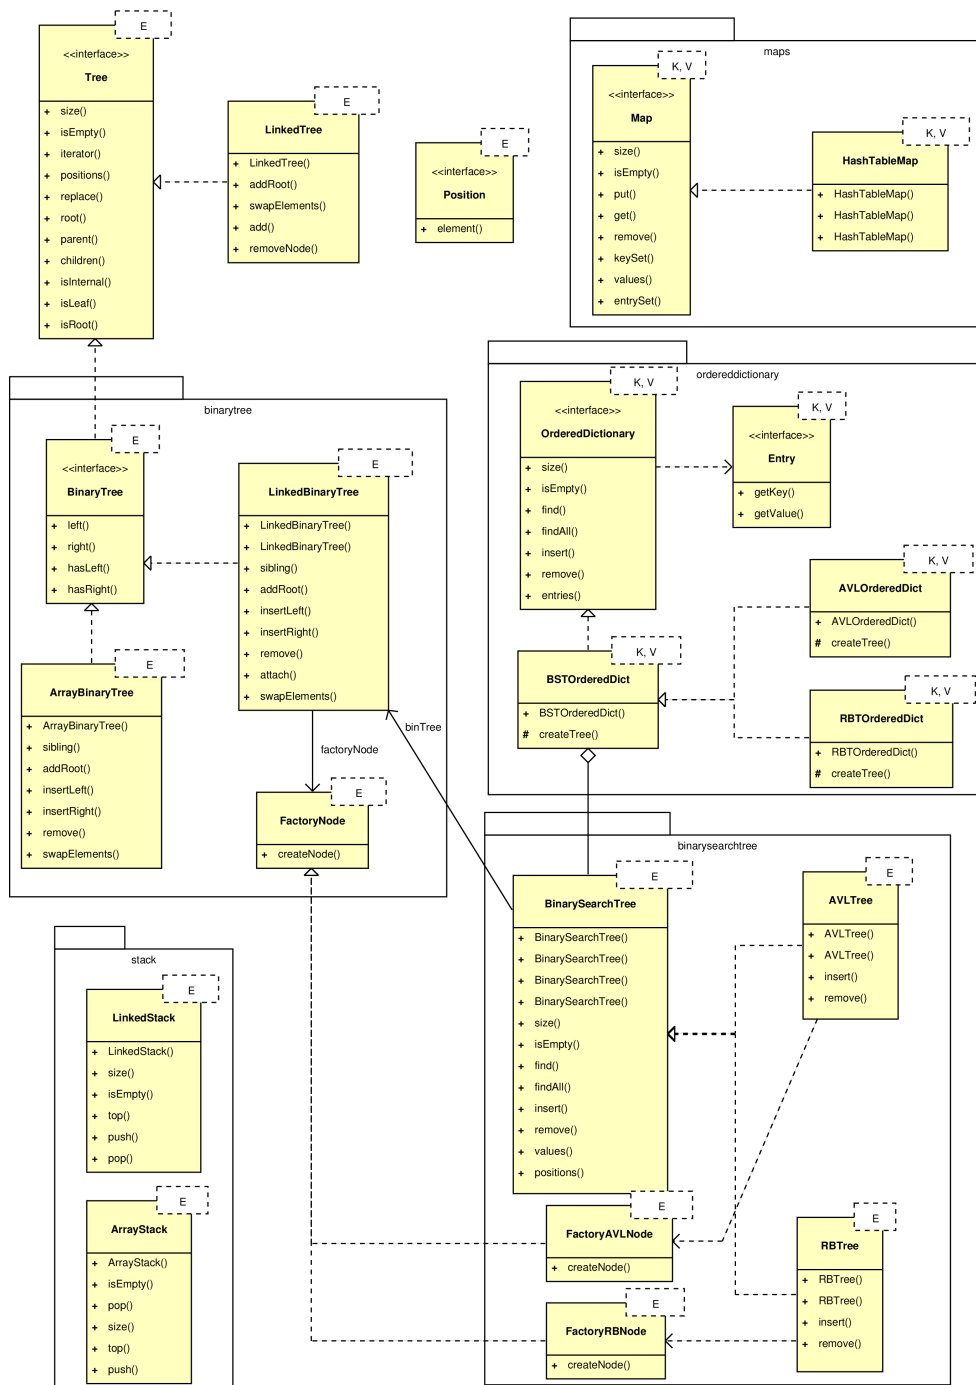 E
<<interface>>
Tree
+ size()
+ isEmpty()
+ iterator()
+ positions()
+ replace()
+ root()
+ parent()
+ children()
+ isInternal()
+ isLeaf()
+ isRoot()
E
LinkedTree
+ LinkedTree()
+ addRoot()
+ swapElements()
+ add()
+ removeNode()
E
<<interface>>
Position
+ element()
maps
K, V
<<interface>>
Map
+ size()
+ isEmpty()
+ put()
+ get()
+ remove()
+ keySet()
+ values()
+ entrySet()
K, V
HashTableMap
+ HashTableMap()
+ HashTableMap()
+ HashTableMap()
binarytree
E
<<interface>>
BinaryTree
+ left()
+ right()
+ hasLeft()
+ hasRight()
E
LinkedBinaryTree
+ LinkedBinaryTree()
+ LinkedBinaryTree()
+ sibling()
+ addRoot()
+ insertLeft()
+ insertRight()
+ remove()
+ attach()
+ swapElements()
E
ArrayBinaryTree
+ ArrayBinaryTree()
+ sibling()
+ addRoot()
+ insertLeft()
+ insertRight()
+ remove()
+ swapElements()
factoryNode
binTree
E
FactoryNode
+ createNode()
ordereddictionary
K, V
<<interface>>
OrderedDictionary
+ size()
+ isEmpty()
+ find()
+ findAll()
+ insert()
+ remove()
+ entries()
K, V
<<interface>>
Entry
+ getKey()
+ getValue()
K, V
AVLOrderedDict
+ AVLOrderedDict()
# createTree()
K, V
BSTOrderedDict
+ BSTOrderedDict()
# createTree()
K, V
RBTOrderedDict
+ RBTOrderedDict()
# createTree()
stack
E
LinkedStack
+ LinkedStack()
+ size()
+ isEmpty()
+ top()
+ push()
+ pop()
E
ArrayStack
+ ArrayStack()
+ isEmpty()
+ pop()
+ size()
+ top()
+ push()
binarysearchtree
E
BinarySearchTree
+ BinarySearchTree()
+ BinarySearchTree()
+ BinarySearchTree()
+ BinarySearchTree()
+ size()
+ isEmpty()
+ find()
+ findAll()
+ insert()
+ remove()
+ values()
+ positions()
E
AVLTree
+ AVLTree()
+ AVLTree()
+ insert()
+ remove()
E
FactoryAVLNode
+ createNode()
E
RBTree
+ RBTree()
+ RBTree()
+ insert()
+ remove()
E
FactoryRBNode
+ createNode()